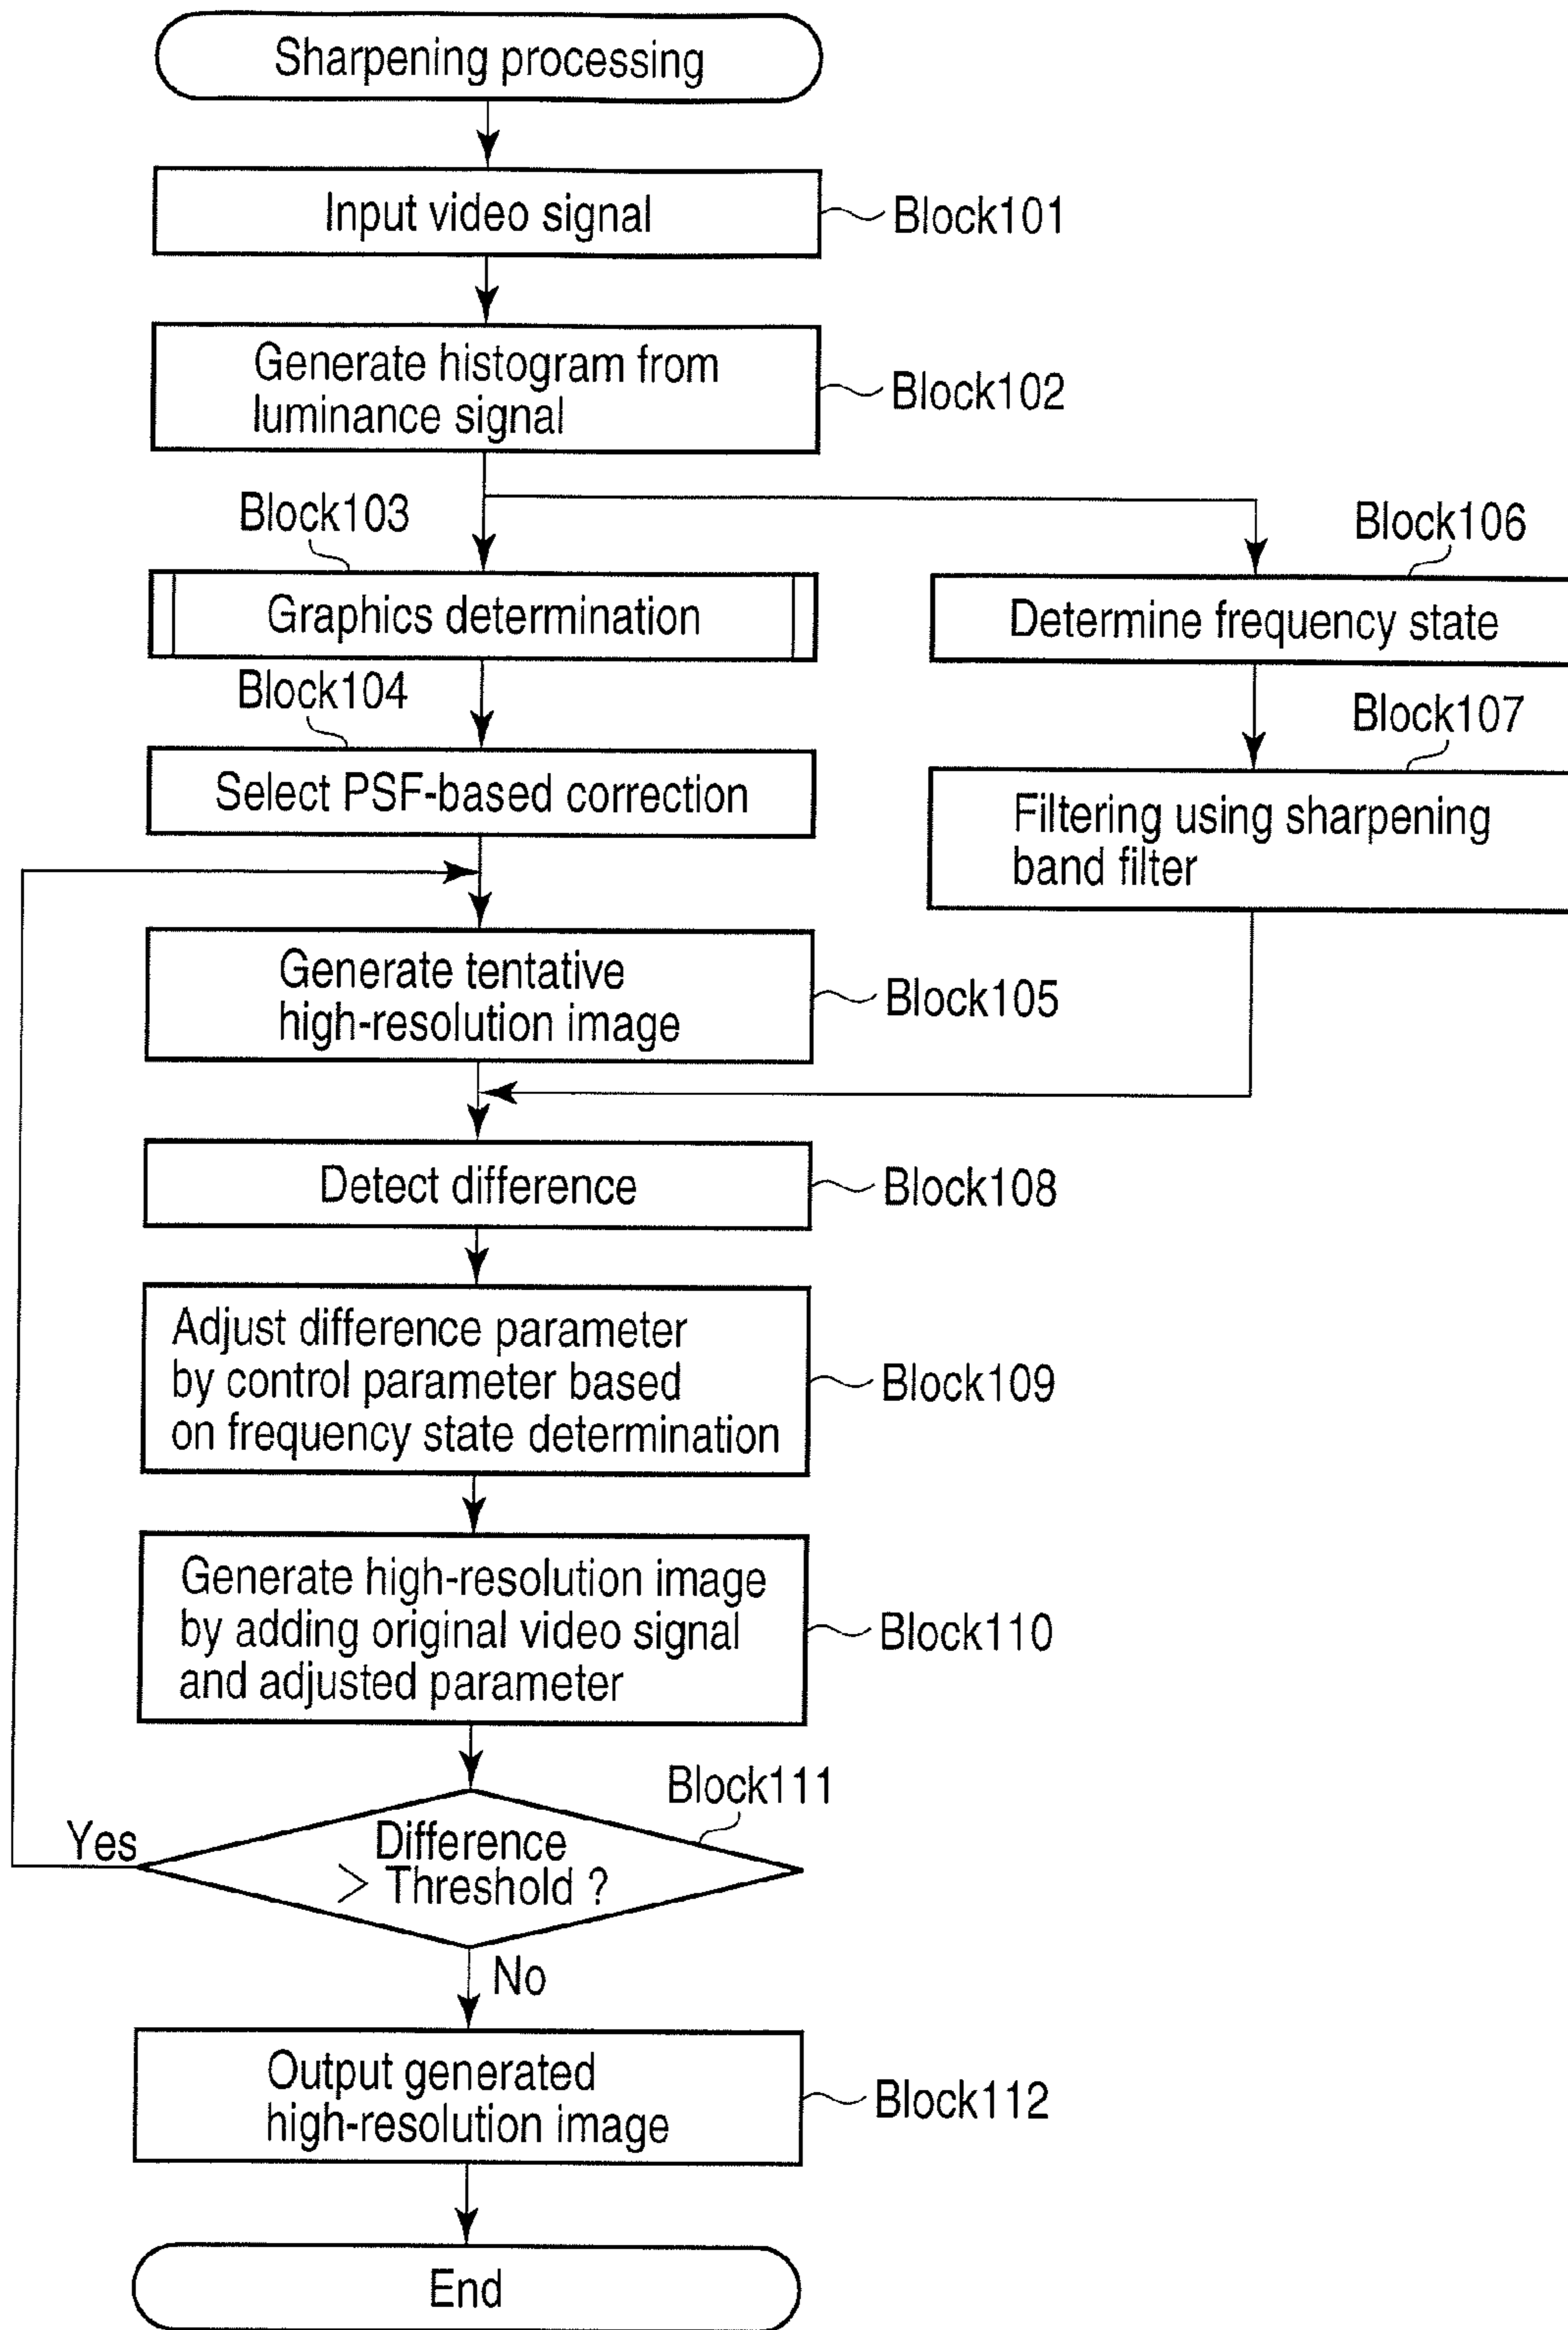 Sharpening processing
Input video signal
Block101
Generate histogram from
luminance signal
Block102
Block103
Graphics determination
Block106
Determine frequency state
Block104
Select PSF-based correction
Block107
Filtering using sharpening
band filter
Generate tentative
high-resolution image
Block105
Detect difference
Block108
Adjust difference parameter
by control parameter based
on frequency state determination
Block109
Generate high-resolution image
by adding original video signal
and adjusted parameter
Block110
Block111
Yes
Difference
> Threshold ?
No
Output generated
high-resolution image
Block112
End